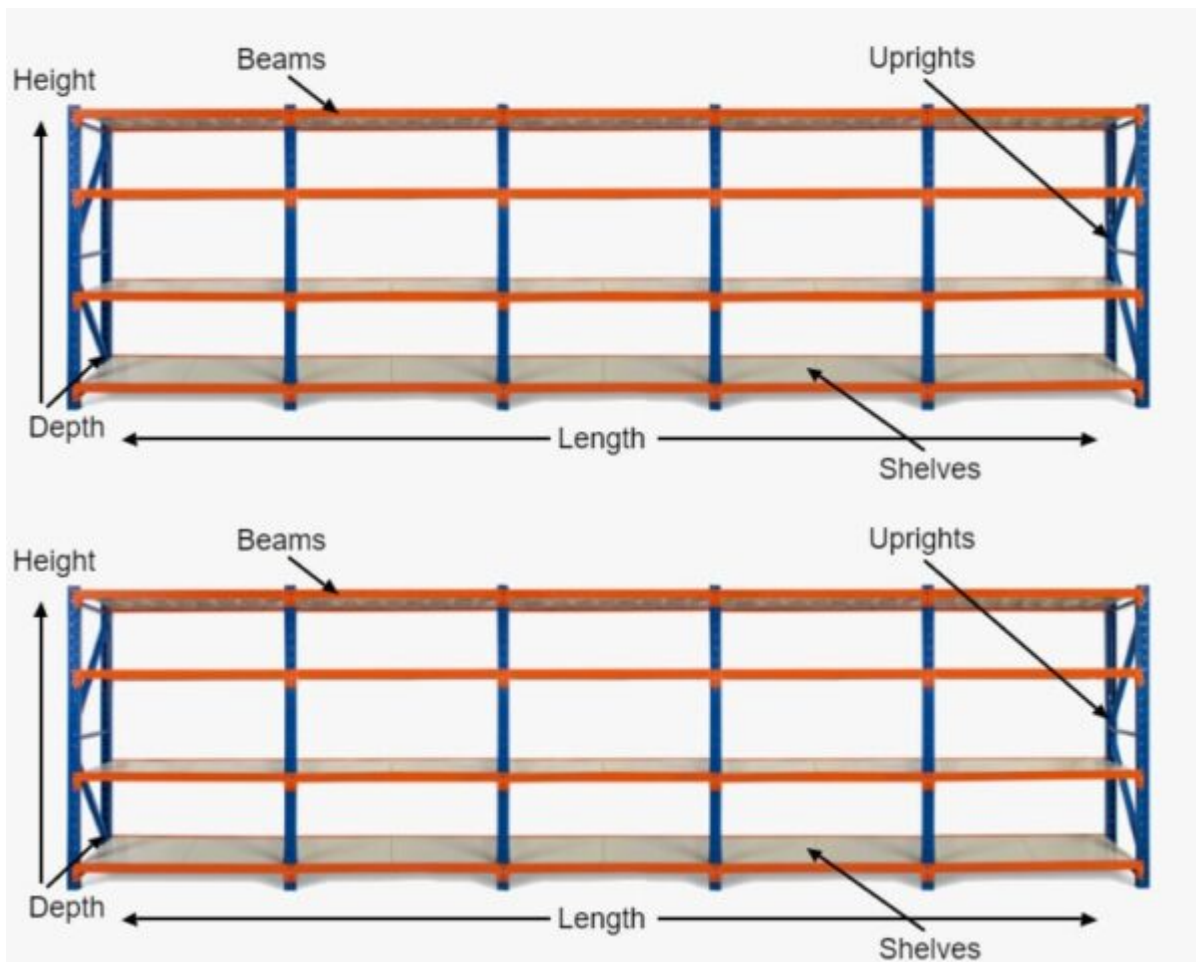 Beams
Uprights
Height
Depth
Length
Shelves
Beams
Uprights
Height
Depth
Length
Shelves